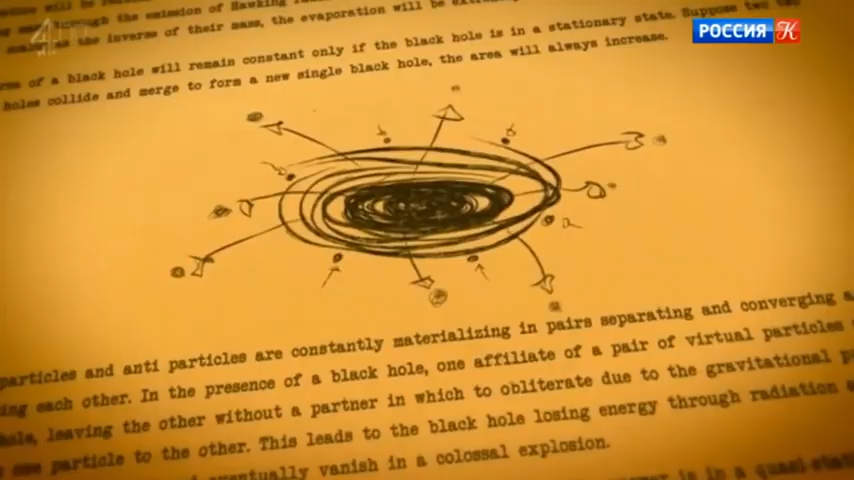 4
РОССИЯ К
through the emission of Hawking
as the inverse of their mass, the evaporation will be
of a black hole will remain constant only if the black hole is in a stationary state. Suppose two
holes collide and merge to form a new single black hole, the area will always increase.
particles and anti particles are constantly materializing in pairs separating and converging
each other. In the presence of a black hole, one affiliate of a pair of virtual particles
hole, leaving the other without a partner in which to obliterate due to the gravitational
one particle to the other. This leads to the black hole losing energy through radiation
eventually vanish in a colossal explosion.
is in a